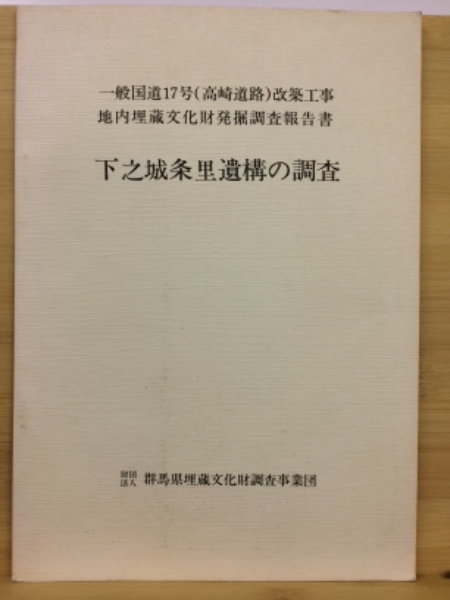 一般国道17号(高崎道路)改築工事
地内埋蔵文化財発掘調査報告書
下之城条里遺構の調査
財団法人 群馬県埋蔵文化財調査事業団